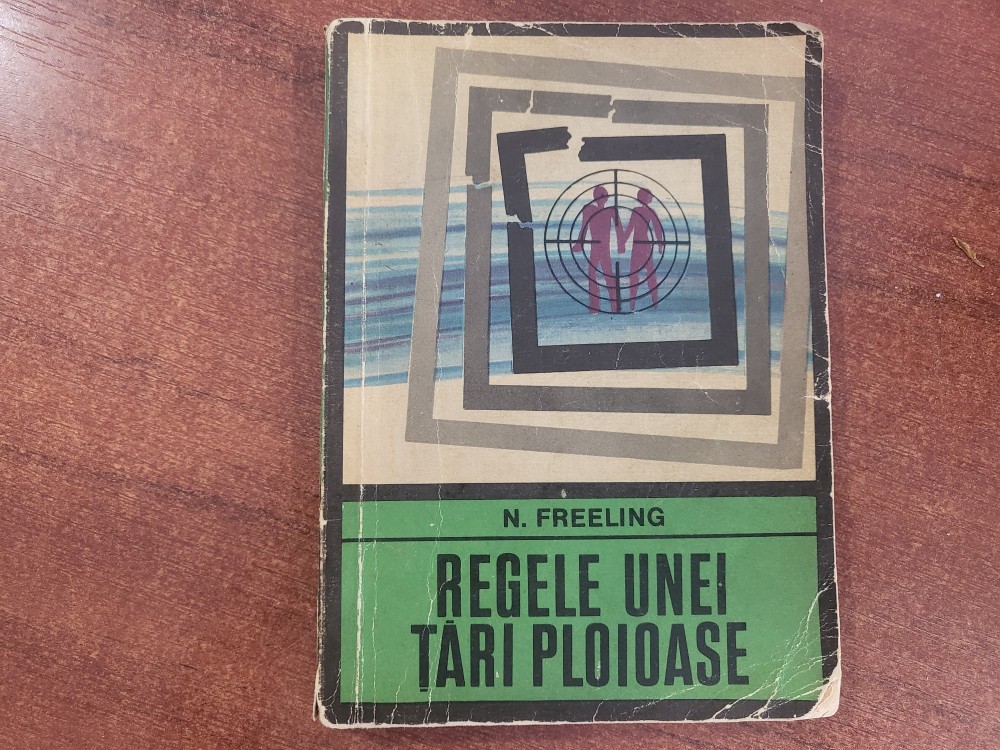 N. FREELING
REGELE UNEI
ȚĂRI PLOIOASE